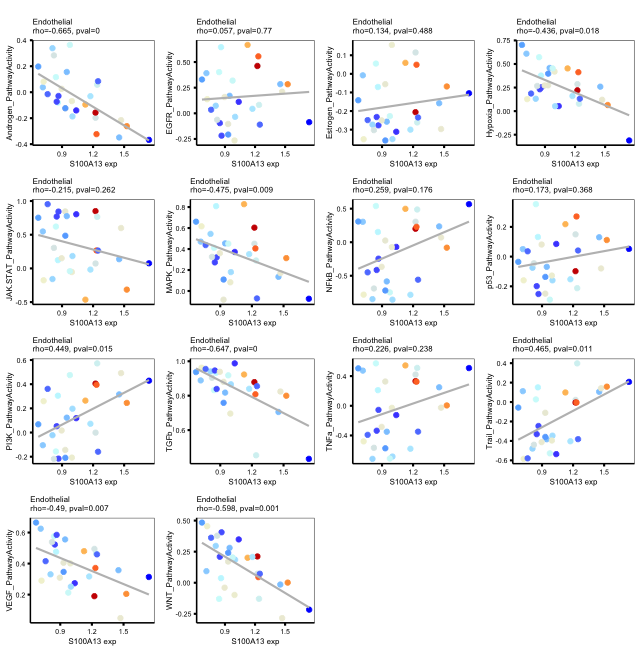 Endothelial
rho=-0.665, pval=0
Androgen_PathwayActivity
0.4
0.2
0.0
-0.2
-0.4
0.9
1.2
1.5
S100A13 exp
Endothelial
rho=0.057, pval=0.77
EGFR_PathwayActivity
0.50
0.25
0.00
-0.25
0.9
1.2
1.5
S100A13 exp
Endothelial
rho=0.134, pval=0.488
Estrogen_PathwayActivity
0.1
0.0
-0.1
-0.2
-0.3
0.9
1.2
1.5
S100A13 exp
Endothelial
rho=-0.436, pval=0.018
Hypoxia_PathwayActivity
0.75
0.50
0.25
0.00
-0.25
0.9
1.2
1.5
S100A13 exp
Endothelial
rho=-0.215, pval=0.262
JAK.STAT_PathwayActivity
1.0
0.5
0.0
-0.5
0.9
1.2
1.5
S100A13 exp
Endothelial
rho=-0.475, pval=0.009
MAPK_PathwayActivity
0.8
0.6
0.4
0.2
0.0
0.9
1.2
1.5
S100A13 exp
Endothelial
rho=0.259, pval=0.176
NFkB_PathwayActivity
0.5
0.0
-0.5
0.9
1.2
1.5
S100A13 exp
Endothelial
rho=0.173, pval=0.368
p53_PathwayActivity
0.2
0.0
-0.2
0.9
1.2
1.5
S100A13 exp
Endothelial
rho=0.449, pval=0.015
PI3K_PathwayActivity
0.6
0.4
0.2
0.0
-0.2
0.9
1.2
1.5
S100A13 exp
Endothelial
rho=-0.647, pval=0
TGFb_PathwayActivity
1.00
0.75
0.50
0.9
1.2
1.5
S100A13 exp
Endothelial
rho=0.226, pval=0.238
TNFa_PathwayActivity
0.4
0.0
-0.4
0.9
1.2
1.5
S100A13 exp
Endothelial
rho=0.465, pval=0.011
Trail_PathwayActivity
0.4
0.2
0.0
-0.2
-0.4
-0.6
0.9
1.2
1.5
S100A13 exp
Endothelial
rho=-0.49, pval=0.007
VEGF_PathwayActivity
0.6
0.4
0.2
0.0
0.9
1.2
1.5
S100A13 exp
Endothelial
rho=-0.598, pval=0.001
WNT_PathwayActivity
0.50
0.25
0.00
-0.25
0.9
1.2
1.5
S100A13 exp